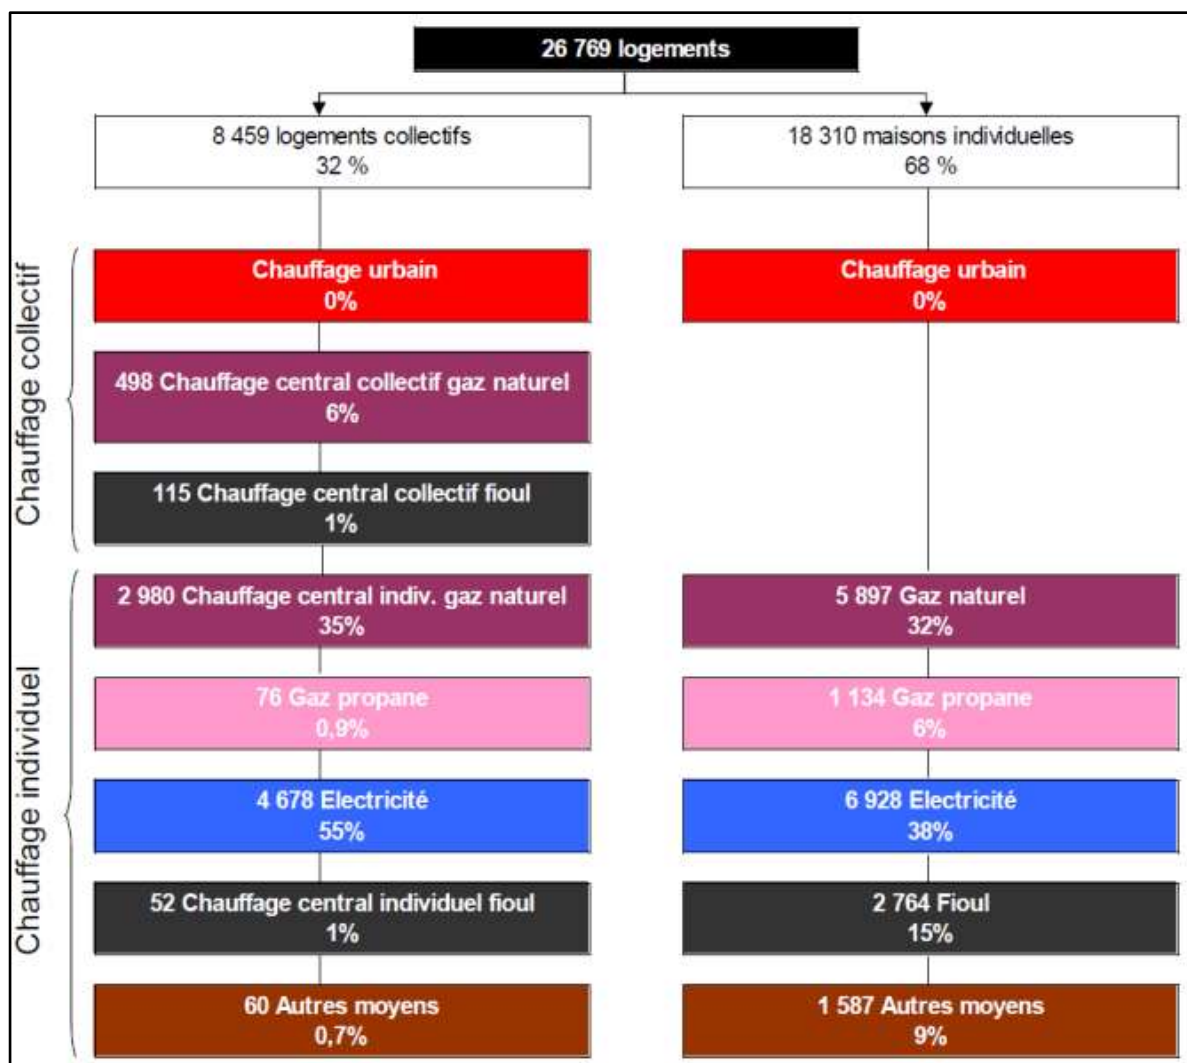 26 769 logements
8 459 logements collectifs
32 %
18 310 maisons individuelles
68 %
Chauffage collectif
Chauffage urbain
0%
Chauffage urbain
0%
498 Chauffage central collectif gaz naturel
6%
115 Chauffage central collectif fioul
1%
Chauffage individuel
2 980 Chauffage central indiv. gaz naturel
35%
5 897 Gaz naturel
32%
76 Gaz propane
0,9%
1 134 Gaz propane
6%
4 678 Electricité
55%
6 928 Electricité
38%
52 Chauffage central individuel fioul
1%
2 764 Fioul
15%
60 Autres moyens
0,7%
1 587 Autres moyens
9%